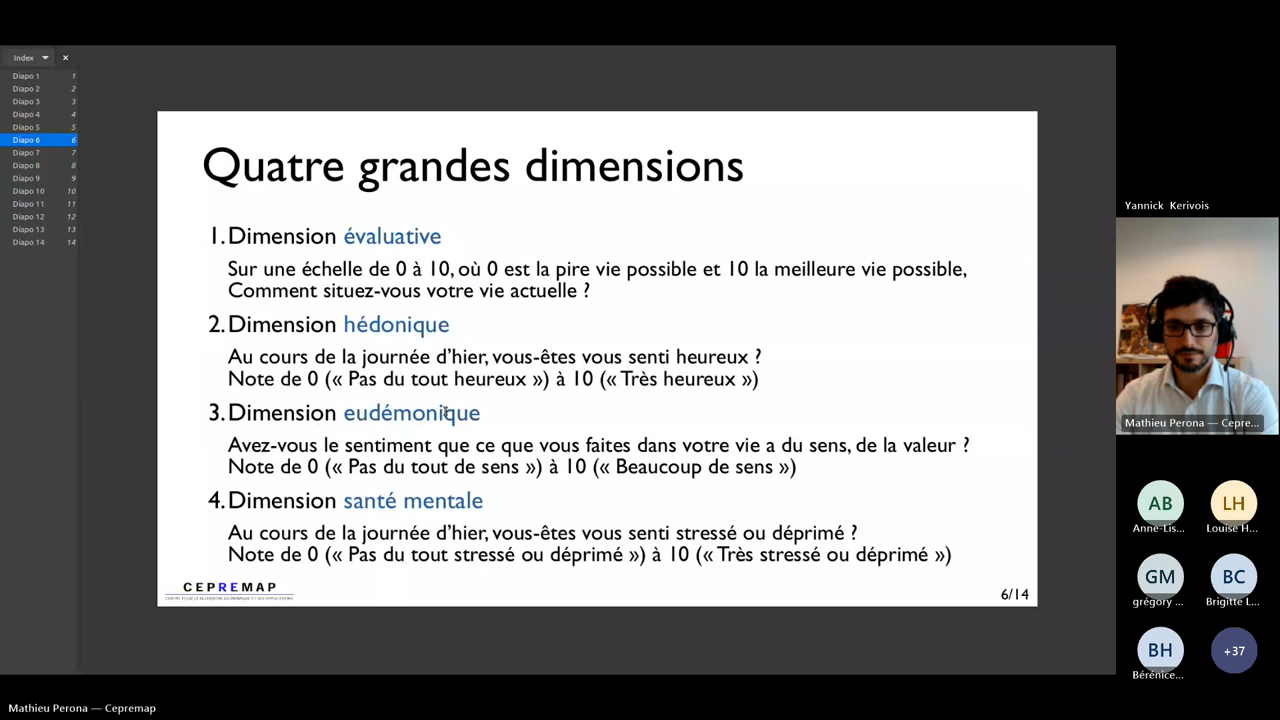 Index
Diapo 1 1
Diapo 2 2
Diapo 3 3
Diapo 4 4
Diapo 5 5
Diapo 6 6
Diapo 7 7
Diapo 8 8
Diapo 9 9
Diapo 10 10
Diapo 11 11
Diapo 12 12
Diapo 13 13
Diapo 14 14
Quatre grandes dimensions
1. Dimension évaluative
Sur une échelle de 0 à 10, où 0 est la pire vie possible et 10 la meilleure vie possible,
Comment situez-vous votre vie actuelle ?
2. Dimension hédonique
Au cours de la journée d'hier, vous-êtes vous senti heureux ?
Note de 0 (« Pas du tout heureux ») à 10 (« Très heureux »)
3. Dimension eudémonique
Avez-vous le sentiment que ce que vous faites dans votre vie a du sens, de la valeur ?
Note de 0 (« Pas du tout de sens ») à 10 (« Beaucoup de sens »)
4. Dimension santé mentale
Au cours de la journée d'hier, vous-êtes vous senti stressé ou déprimé ?
Note de 0 (« Pas du tout stressé ou déprimé ») à 10 (« Très stressé ou déprimé »)
CEPREMAP
CENTRE POUR LA RECHERCHE ECONOMIQUE ET SES APPLICATIONS
6/14
Yannick Kerivois
Mathieu Perona — Cepre...
AB
LH
Anne-Lis...
Louise H...
GM
BC
grégory ...
Brigitte L...
BH
+37
Bérénice...
Mathieu Perona — Cepremap